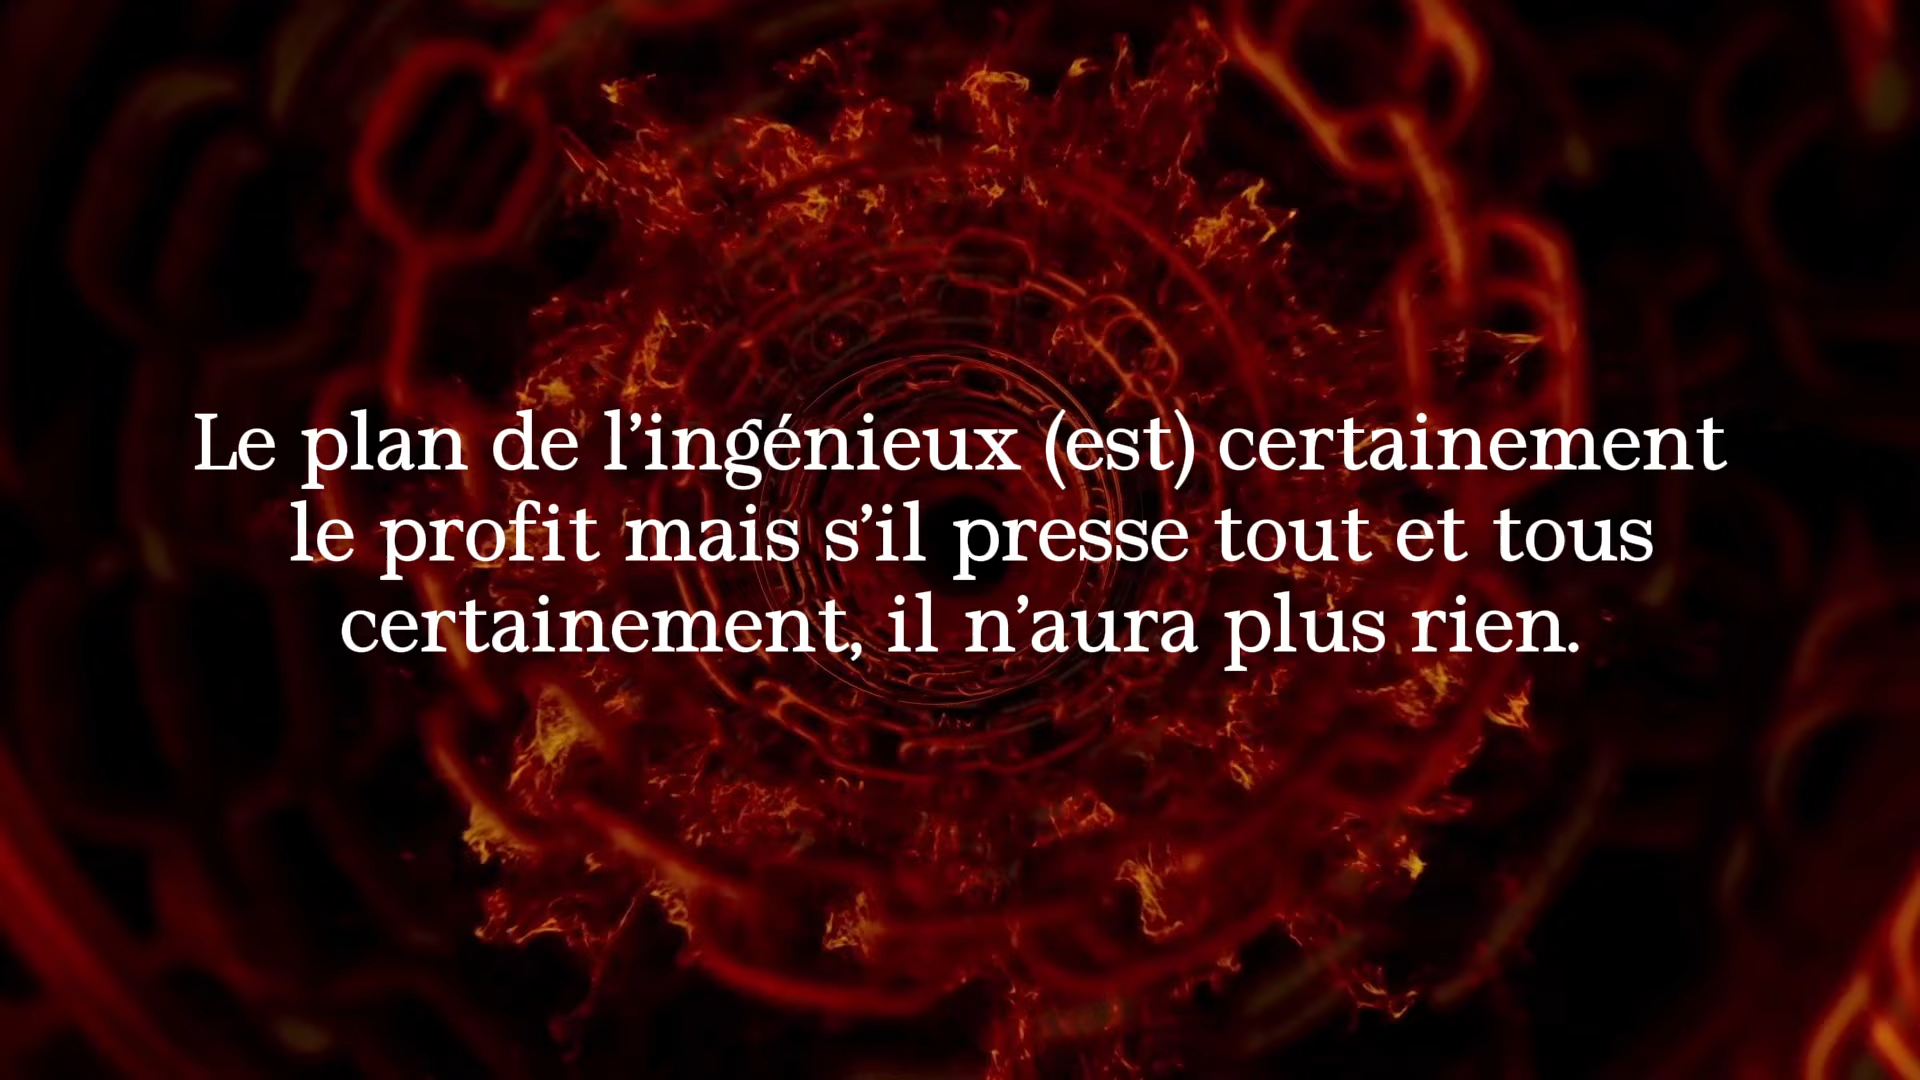 Le plan de l’ingénieux (est) certainement
le profit mais s’il presse tout et tous
certainement, il n’aura plus rien.